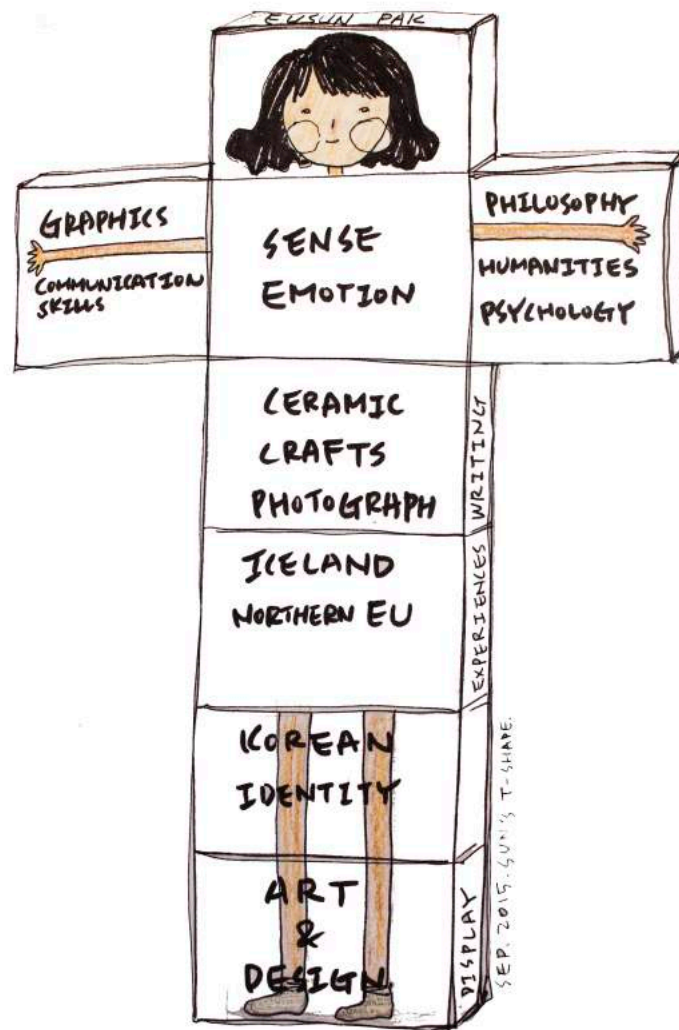 EUSUN PAK
GRAPHICS
COMMUNICATION
SKILLS
SENSE
EMOTION
PHILOSOPHY
HUMANITIES
PSYCHOLOGY
CERAMIC
CRAFTS
PHOTOGRAPH
WRITING
ICELAND
NORTHERN EU
EXPERIENCES
KOREAN
IDENTITY
ART
&
DESIGN
DISPLAY
SEP. 2015. SUN'S T-SHAPE.